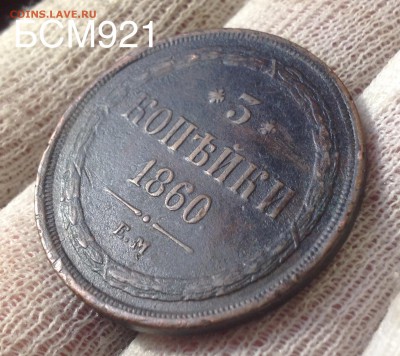 COINS.LAVE.RU
БСМ921
* 3 *
КОПѢЙКИ
1860
Е.М